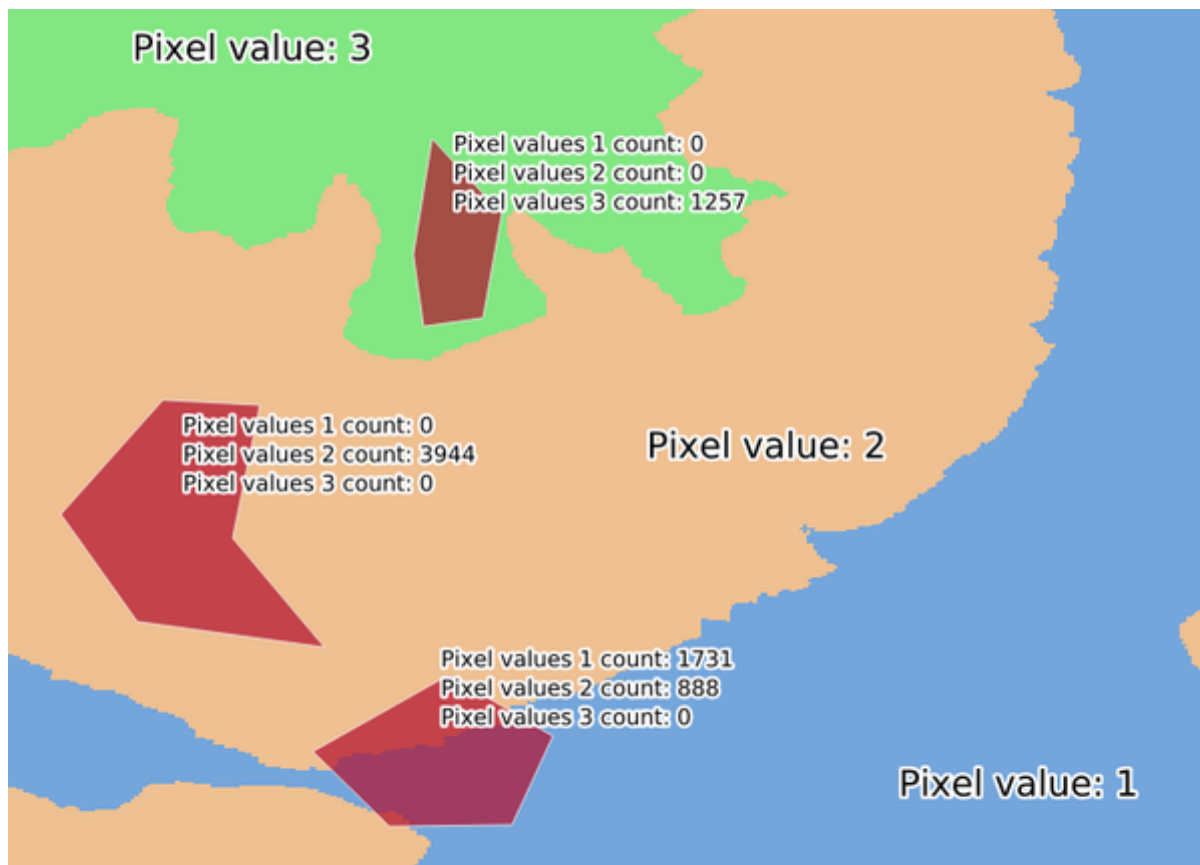 Pixel value: 3
Pixel values 1 count: 0
Pixel values 2 count: 0
Pixel values 3 count: 1257
Pixel values 1 count: 0
Pixel values 2 count: 3944
Pixel values 3 count: 0
Pixel value: 2
Pixel values 1 count: 1731
Pixel values 2 count: 888
Pixel values 3 count: 0
Pixel value: 1